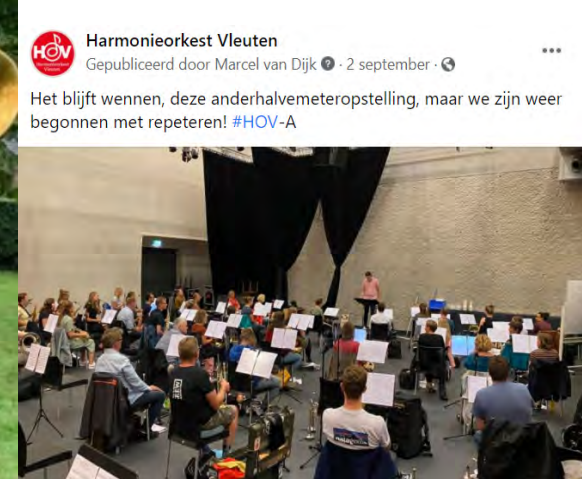 HOV
Harmonieorkest
Vleuten
Harmonieorkest Vleuten
Gepubliceerd door Marcel van Dijk · 2 september ·
Het blijft wennen, deze anderhalvemeteropstelling, maar we zijn weer
begonnen met repeteren! #HOV-A